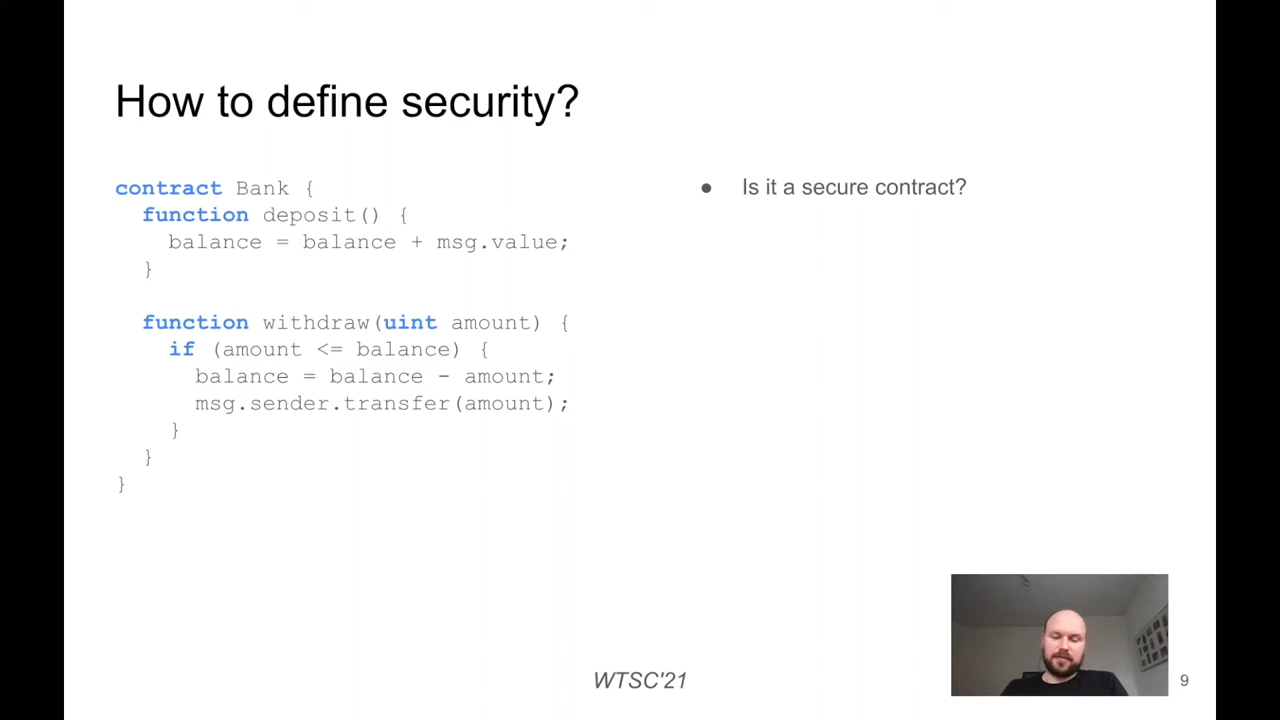 How to define security?
contract Bank {
  function deposit() {
    balance = balance + msg.value;
  }
  function withdraw(uint amount) {
    if (amount <= balance) {
      balance = balance - amount;
      msg.sender.transfer(amount);
    }
  }
}
● Is it a secure contract?
WTSC'21
9